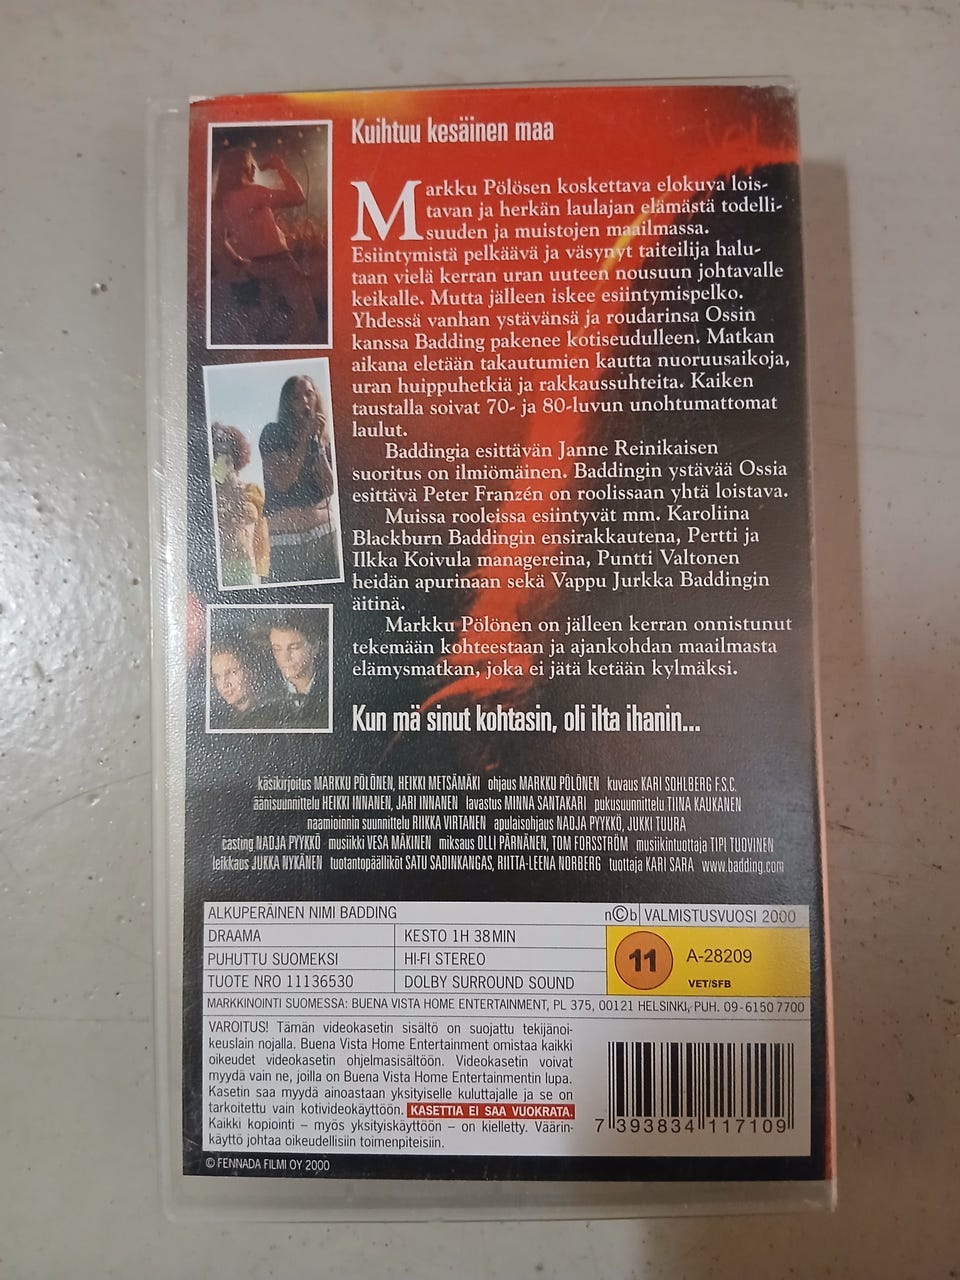 Kuihtuu kesäinen maa
Markku Pölösen koskettava elokuva lois-
tavan ja herkän laulajan elämästä todelli-
suuden ja muistojen maailmassa.
Esiintymistä pelkäävä ja väsynyt taiteilija halu-
taan vielä kerran uran uuteen nousuun johtavalle
keikalle. Mutta jälleen iskee esiintymispelko.
Yhdessä vanhan ystävänsä ja roudarinsa Ossin
kanssa Badding pakenee kotiseudulleen. Matkan
aikana eletään takautumien kautta nuoruusaikoja,
uran huippuhetkiä ja rakkaussuhteita. Kaiken
taustalla soivat 70- ja 80-luvun unohtumattomat
laulut.
Baddingia esittävän Janne Reinikaisen
suoritus on ilmiömäinen. Baddingin ystävää Ossia
esittävä Peter Franzén on roolissaan yhtä loistava.
Muissa rooleissa esiintyvät mm. Karoliina
Blackburn Baddingin ensirakkautena, Pertti ja
Ilkka Koivula managereina, Puntti Valtonen
heidän apurinaan sekä Vappu Jurkka Baddingin
äitinä.
Markku Pölönen on jälleen kerran onnistunut
tekemään kohteestaan ja ajankohdan maailmasta
elämysmatkan, joka ei jätä ketään kylmäksi.
Kun mä sinut kohtasin, oli ilta ihanin...
käsikirjoitus MARKKU PÖLÖNEN, HEIKKI METSÄMÄKI ohjaus MARKKU PÖLÖNEN kuvaus KARI SOHLBERG F.S.C.
äänisuunnittelu HEIKKI INNANEN, JARI INNANEN lavastus MINNA SANTAKARI pukusuunnittelu TIINA KAUKANEN
naamioinnin suunnittelu RIIKKA VIRTANEN apulaisohjaus NADJA PYYKKÖ, JUKKI TUURA
casting NADJA PYYKKÖ musiikki VESA MÄKINEN miksaus OLLI PÄRNÄNEN, TOM FORSSTRÖM musiikintuottaja TIPI TUOVINEN
leikkaus JUKKA NYKÄNEN tuotantopäälliköt SATU SADINKANGAS, RIITTA-LEENA NORBERG tuottaja KARI SARA www.badding.com
ALKUPERÄINEN NIMI BADDING n©b VALMISTUSVUOSI 2000
DRAAMA KESTO 1H 38MIN
PUHUTTU SUOMEKSI HI-FI STEREO
TUOTE NRO 11136530 DOLBY SURROUND SOUND
11 A-28209
VET/SFB
MARKKINOINTI SUOMESSA: BUENA VISTA HOME ENTERTAINMENT, PL 375, 00121 HELSINKI, PUH. 09-6150 7700
VAROITUS! Tämän videokasetin sisältö on suojattu tekijänoi-
keuslain nojalla. Buena Vista Home Entertainment omistaa kaikki
oikeudet videokasetin ohjelmasisältöön. Videokasetin voivat
myydä vain ne, joilla on Buena Vista Home Entertainmentin lupa.
Kasetin saa myydä ainoastaan yksityiselle kuluttajalle ja se on
tarkoitettu vain kotivideokäyttöön. KASETTIA EI SAA VUOKRATA.
Kaikki kopiointi – myös yksityiskäyttöön – on kielletty. Väärin-
käyttö johtaa oikeudellisiin toimenpiteisiin.
7 393834 117109
© FENNADA FILMI OY 2000